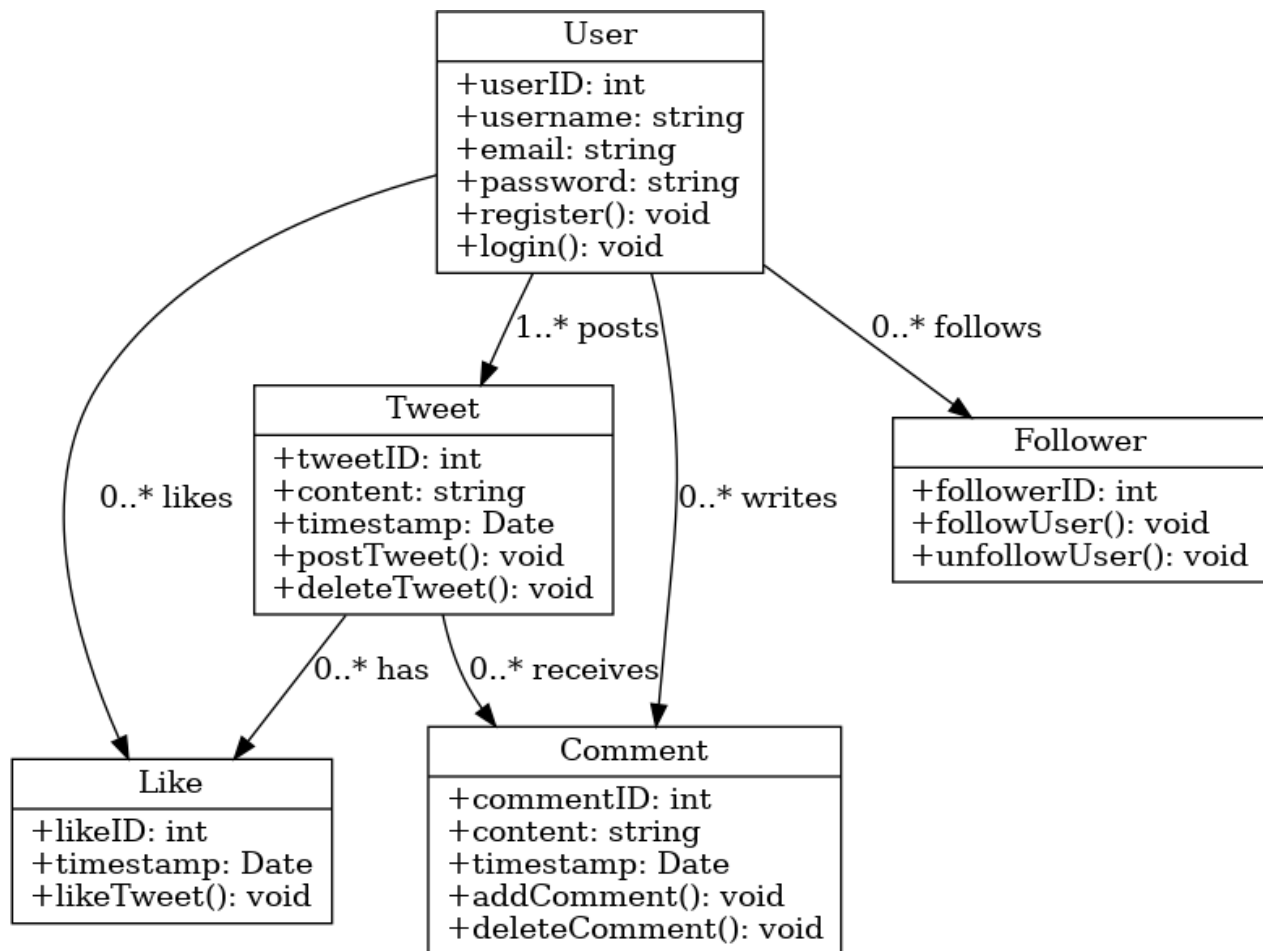 User
+userID: int
+username: string
+email: string
+password: string
+register(): void
+login(): void
1..* posts
0..* follows
Tweet
+tweetID: int
+content: string
+timestamp: Date
+postTweet(): void
+deleteTweet(): void
Follower
+followerID: int
+followUser(): void
+unfollowUser(): void
0..* likes
0..* writes
0..* has
0..* receives
Like
+likeID: int
+timestamp: Date
+likeTweet(): void
Comment
+commentID: int
+content: string
+timestamp: Date
+addComment(): void
+deleteComment(): void